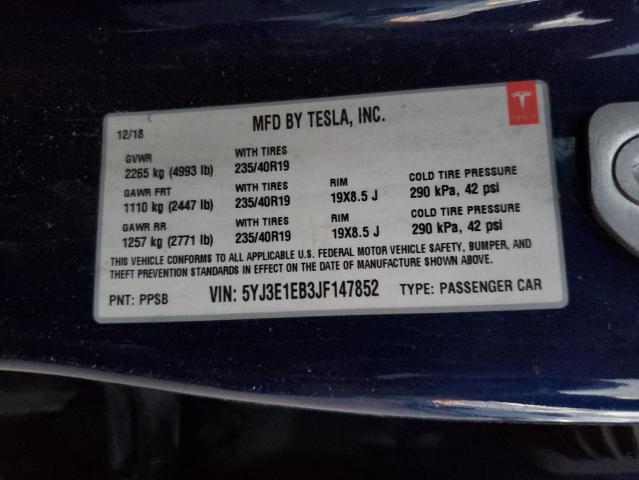 12/18 MFD BY TESLA, INC.
TESLA
GVWR WITH TIRES
2265 kg (4993 lb) 235/40R19
GAWR FRT WITH TIRES RIM COLD TIRE PRESSURE
1110 kg (2447 lb) 235/40R19 19X8.5 J 290 kPa, 42 psi
GAWR RR WITH TIRES RIM COLD TIRE PRESSURE
1257 kg (2771 lb) 235/40R19 19X8.5 J 290 kPa, 42 psi
THIS VEHICLE CONFORMS TO ALL APPLICABLE U.S. FEDERAL MOTOR VEHICLE SAFETY, BUMPER, AND
THEFT PREVENTION STANDARDS IN EFFECT ON THE DATE OF MANUFACTURE SHOWN ABOVE.
PNT: PPSB VIN: 5YJ3E1EB3JF147852 TYPE: PASSENGER CAR